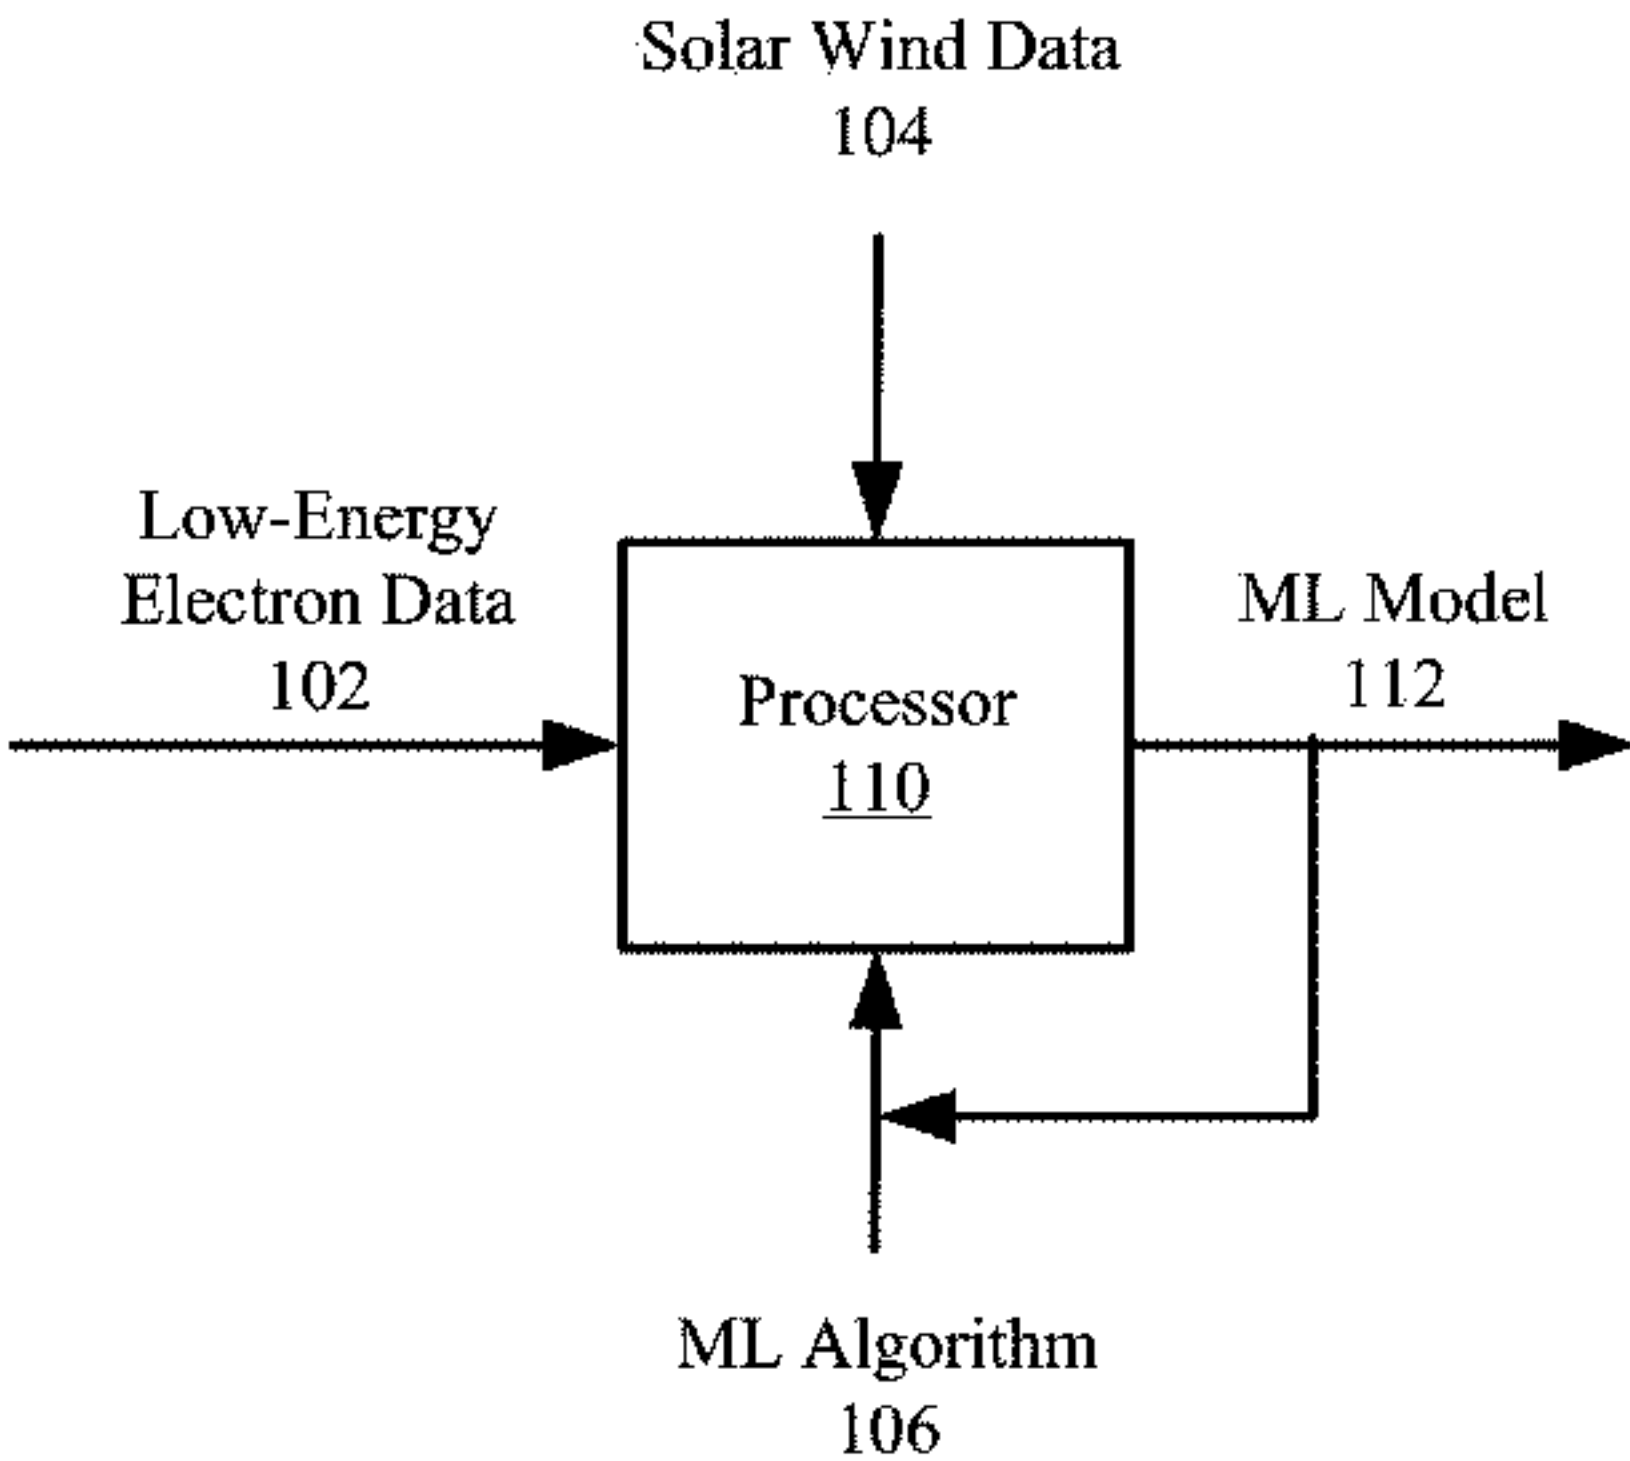 Solar Wind Data
104
Low-Energy
Electron Data
102
Processor
110
ML Model
112
ML Algorithm
106